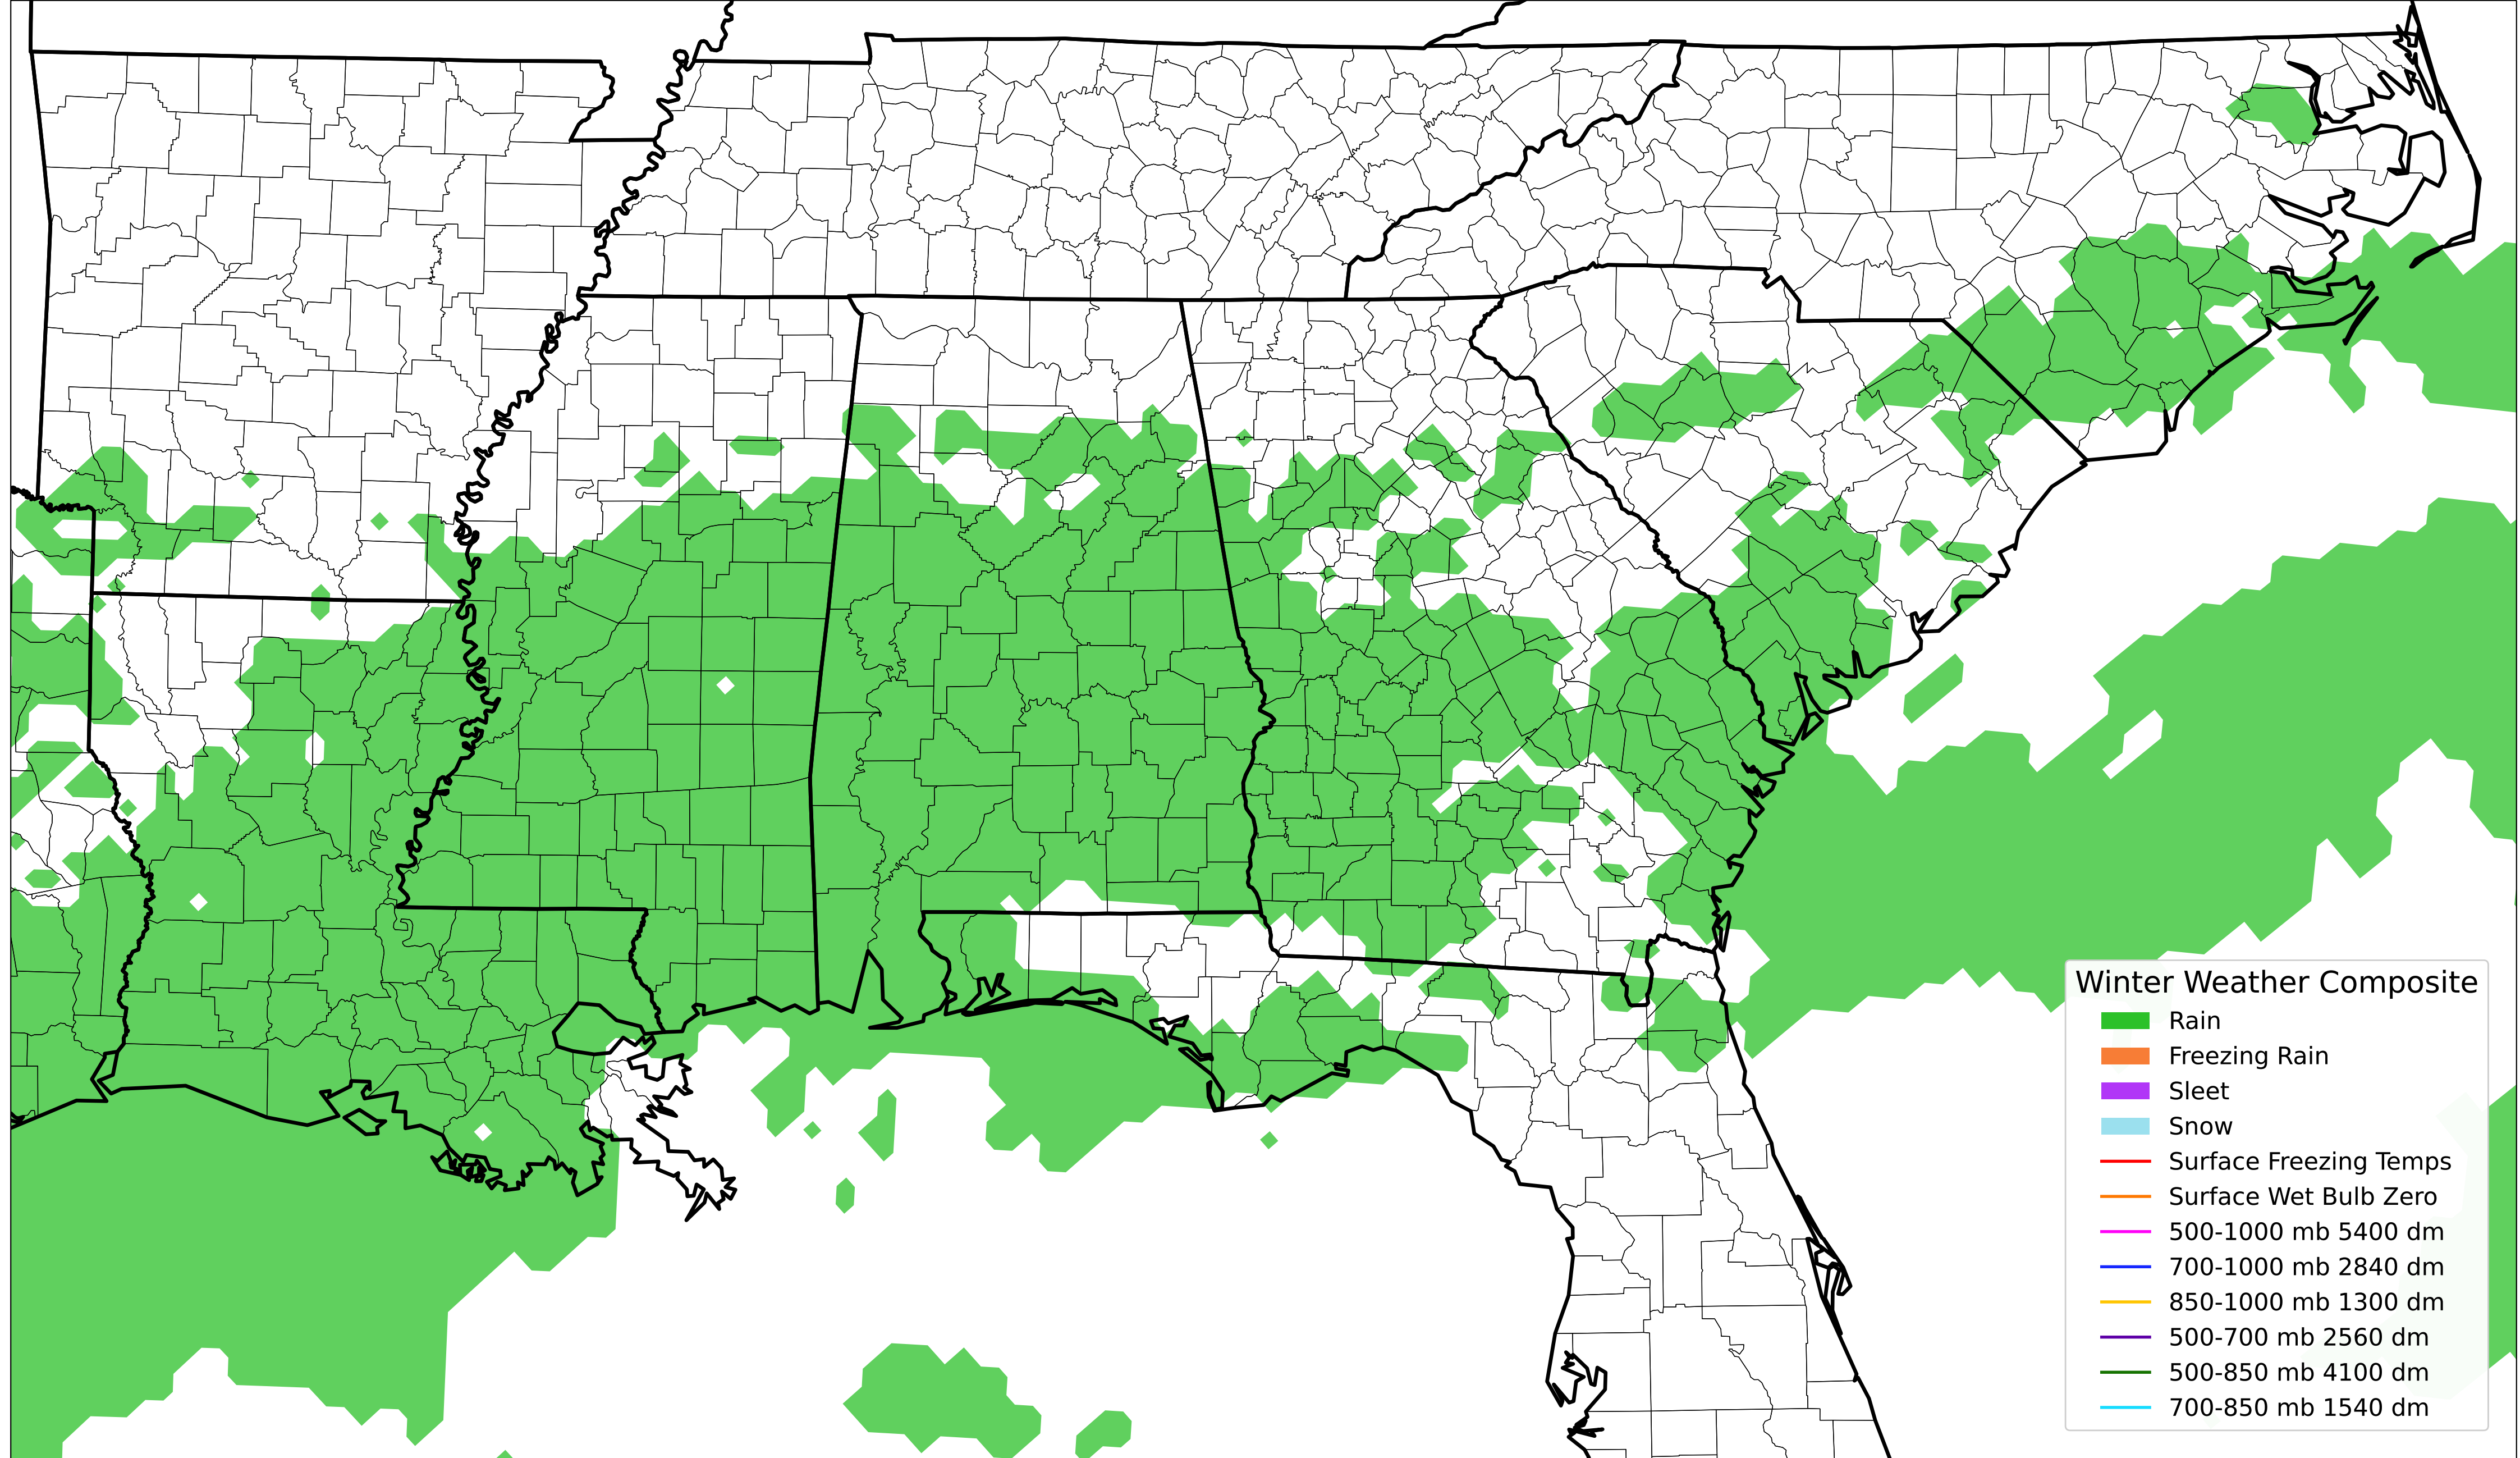 Winter Weather Composite
Rain
Freezing Rain
Sleet
Snow
Surface Freezing Temps
Surface Wet Bulb Zero
500-1000 mb 5400 dm
700-1000 mb 2840 dm
850-1000 mb 1300 dm
500-700 mb 2560 dm
500-850 mb 4100 dm
700-850 mb 1540 dm